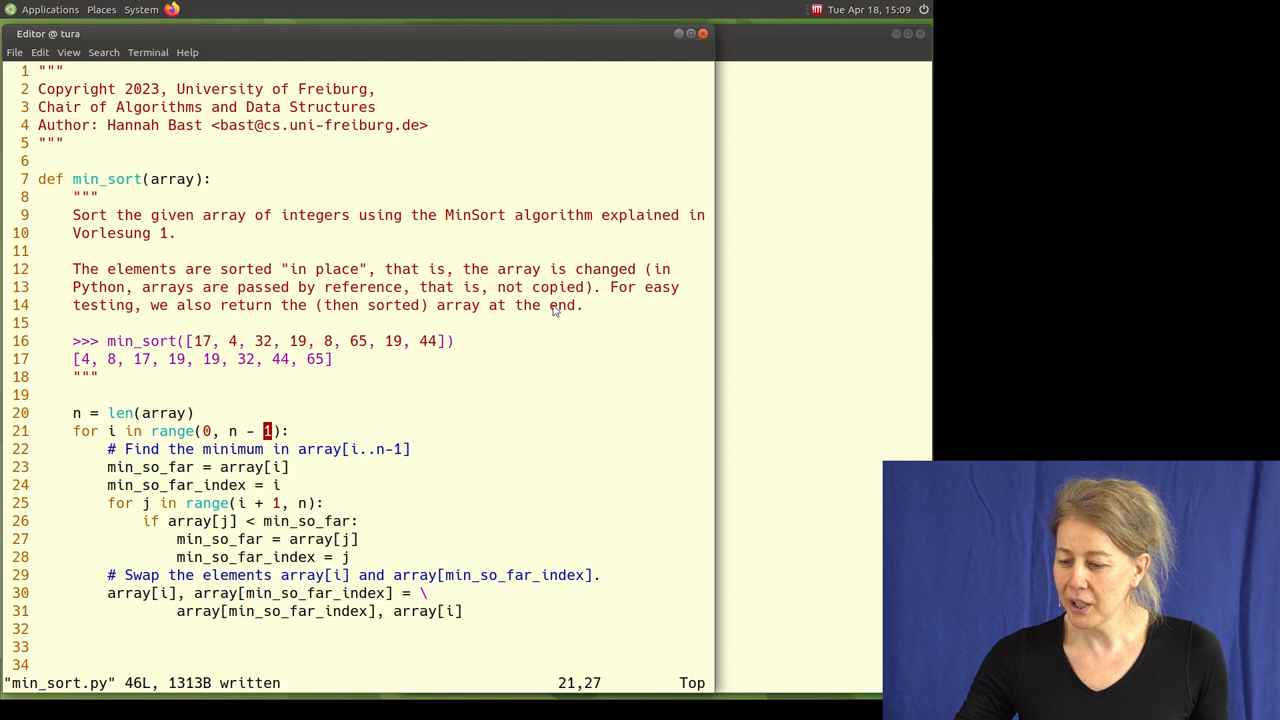 Applications Places System Tue Apr 18, 15:09
Editor @ tura
File Edit View Search Terminal Help
1 """
2 Copyright 2023, University of Freiburg,
3 Chair of Algorithms and Data Structures
4 Author: Hannah Bast <bast@cs.uni-freiburg.de>
5 """
6
7 def min_sort(array):
8     """
9     Sort the given array of integers using the MinSort algorithm explained in
10     Vorlesung 1.
11
12     The elements are sorted "in place", that is, the array is changed (in
13     Python, arrays are passed by reference, that is, not copied). For easy
14     testing, we also return the (then sorted) array at the end.
15
16     >>> min_sort([17, 4, 32, 19, 8, 65, 19, 44])
17     [4, 8, 17, 19, 19, 32, 44, 65]
18     """
19
20     n = len(array)
21     for i in range(0, n - 1):
22         # Find the minimum in array[i..n-1]
23         min_so_far = array[i]
24         min_so_far_index = i
25         for j in range(i + 1, n):
26             if array[j] < min_so_far:
27                 min_so_far = array[j]
28                 min_so_far_index = j
29         # Swap the elements array[i] and array[min_so_far_index].
30         array[i], array[min_so_far_index] = \
31                 array[min_so_far_index], array[i]
32
33
34
"min_sort.py" 46L, 1313B written 21,27 Top